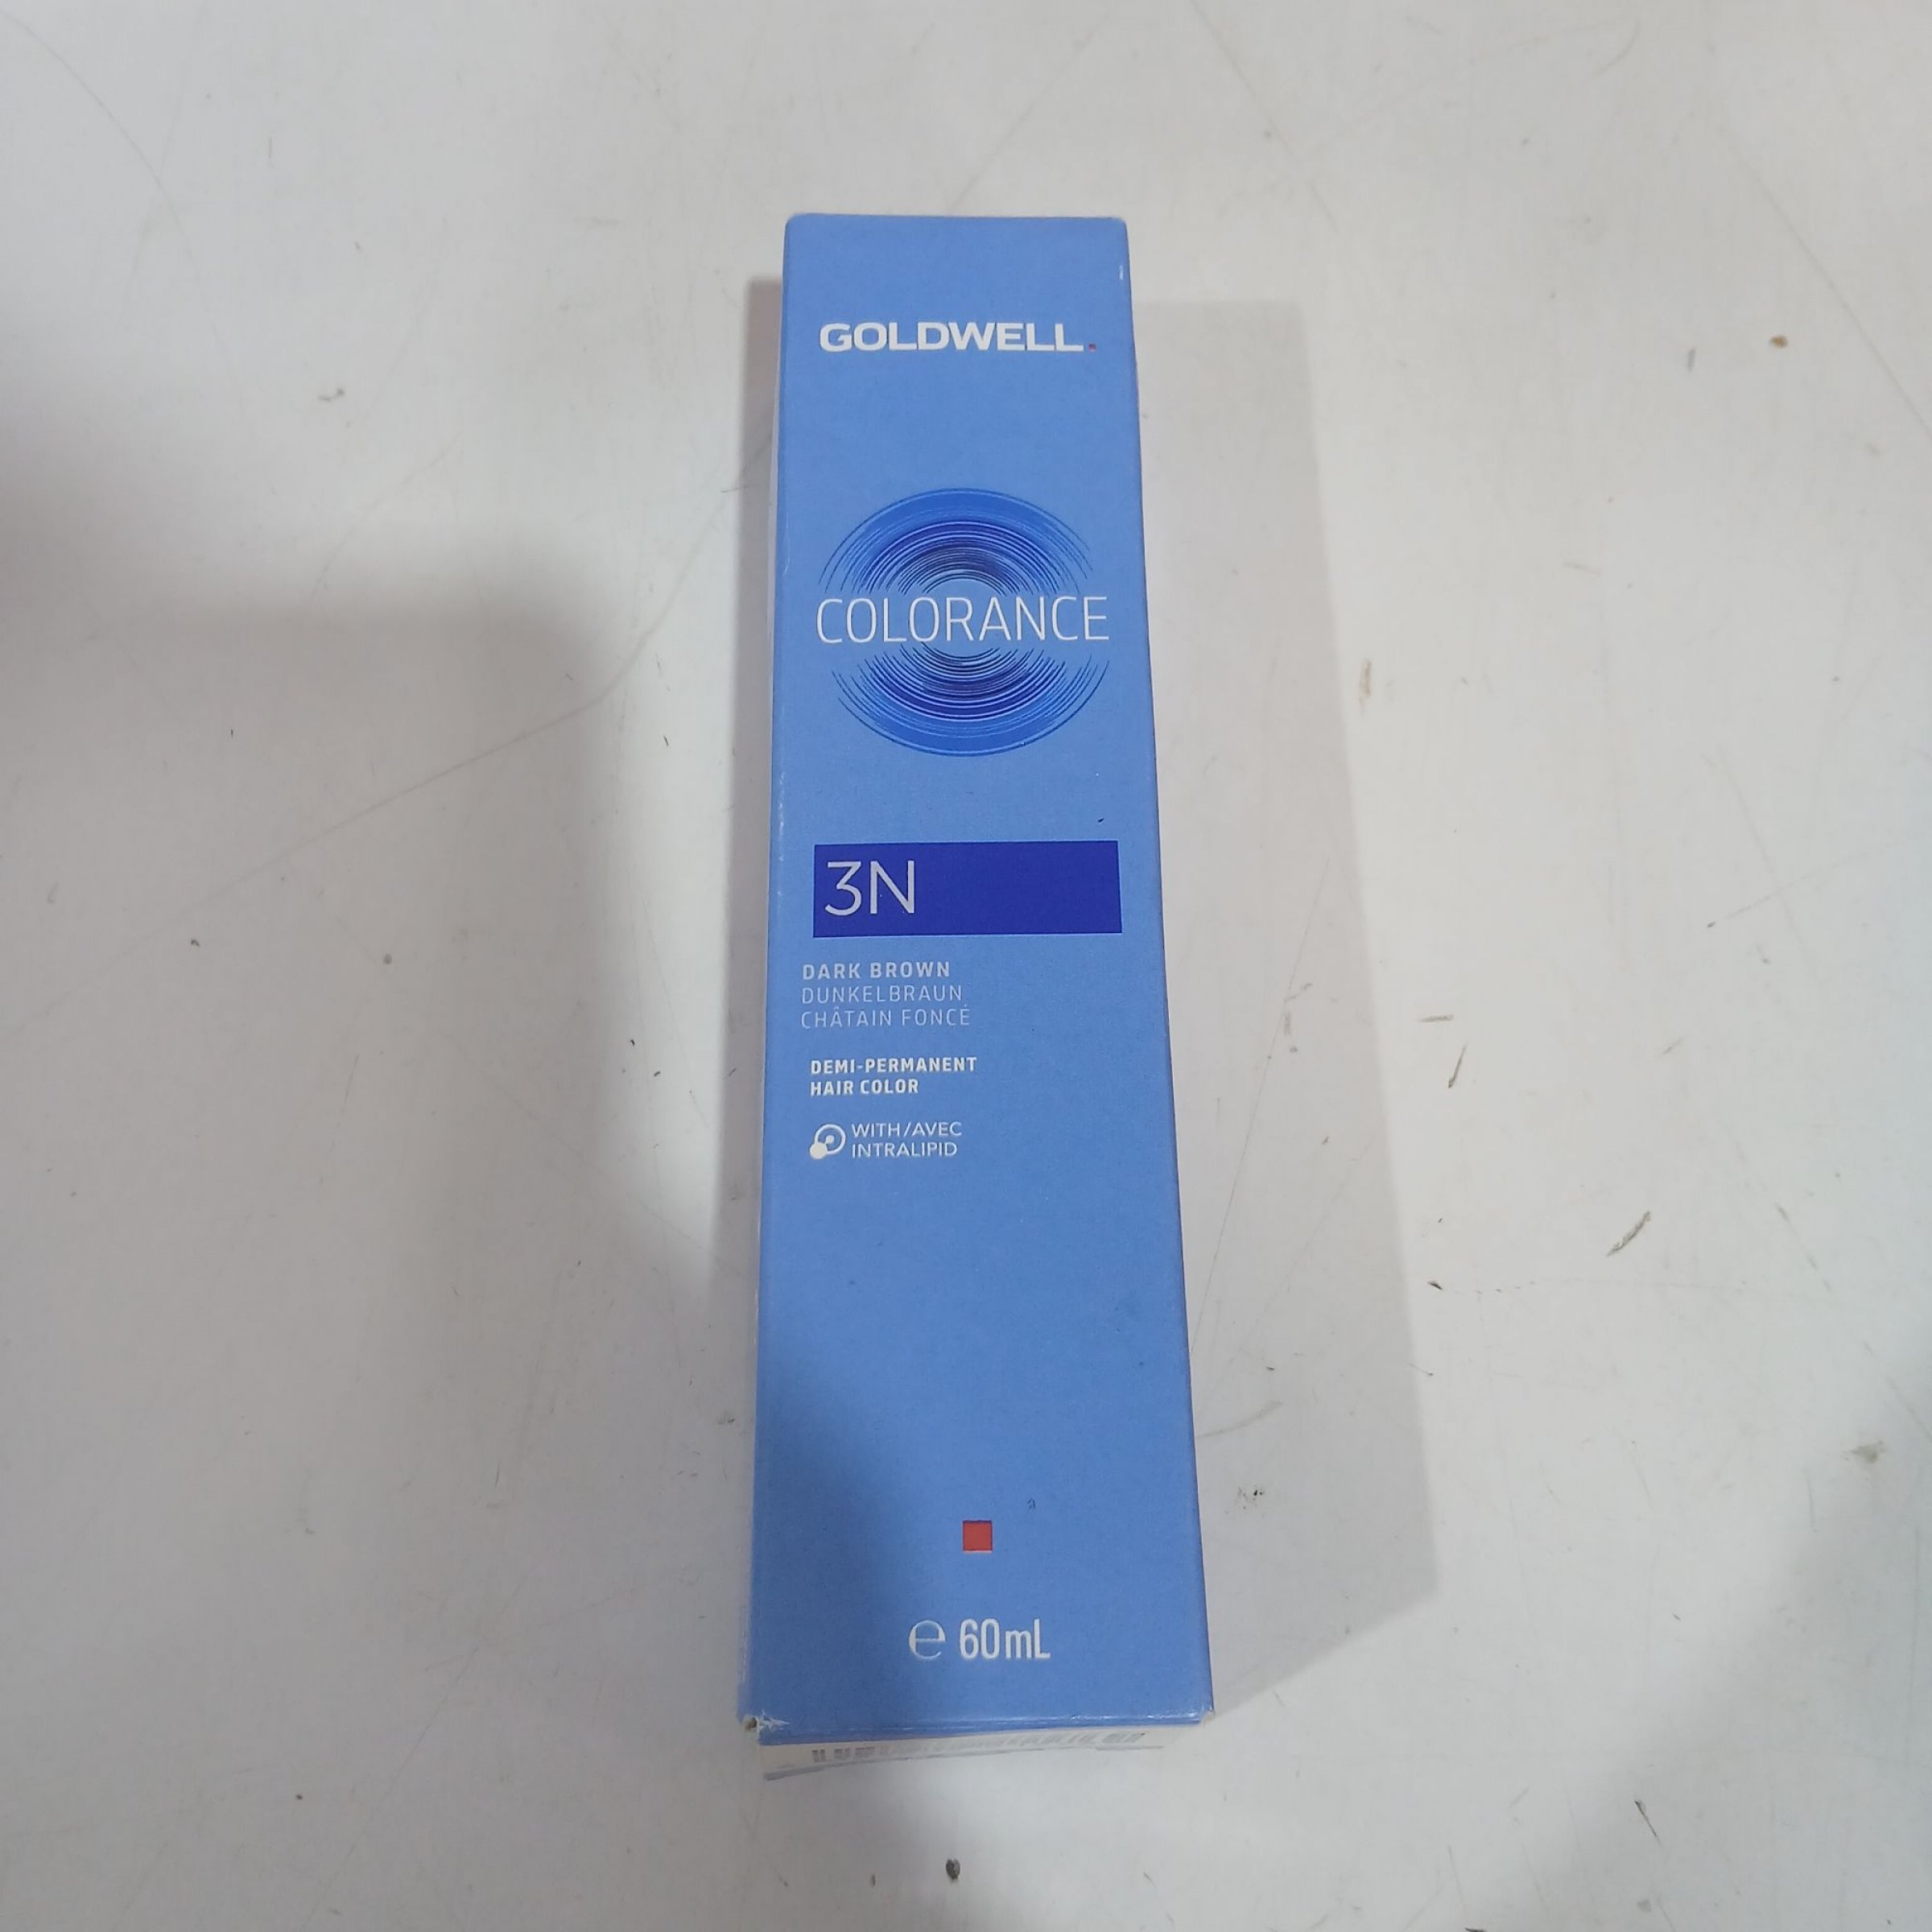 GOLDWELL.
COLORANCE
3N
DARK BROWN
DUNKELBRAUN
CHÂTAIN FONCÉ
DEMI-PERMANENT
HAIR COLOR
WITH/AVEC
INTRALIPID
℮ 60mL